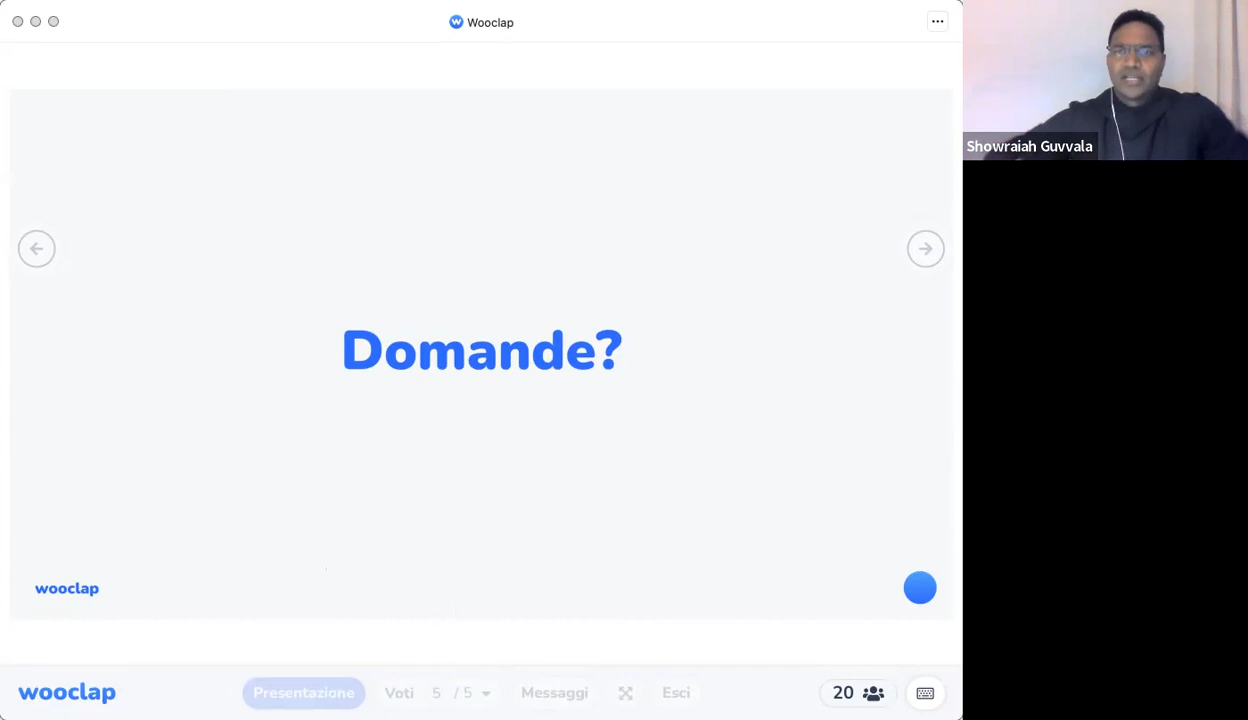 Wooclap
Showraiah Guvvala
Domande?
wooclap
wooclap
Presentazione
Voti 5 / 5
Messaggi
Esci
20